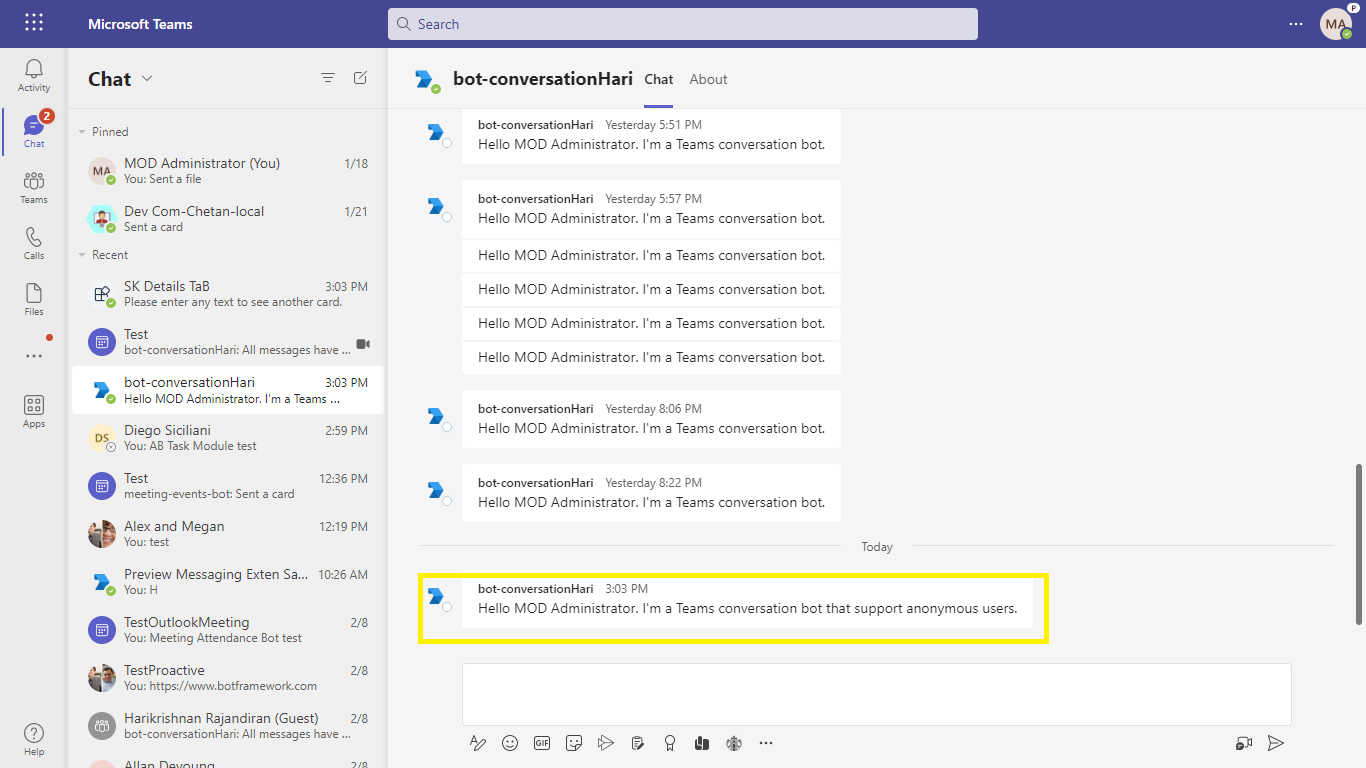 Microsoft Teams
Search
MA
P
Activity
2
Chat
Teams
Calls
Files
Apps
Help
Chat
Pinned
MA
MOD Administrator (You)
1/18
You: Sent a file
Dev Com-Chetan-local
1/21
Sent a card
Recent
SK Details TaB
3:03 PM
Please enter any text to see another card.
Test
bot-conversationHari: All messages have ...
bot-conversationHari
3:03 PM
Hello MOD Administrator. I'm a Teams ...
DS
Diego Siciliani
2:59 PM
You: AB Task Module test
Test
12:36 PM
meeting-events-bot: Sent a card
Alex and Megan
12:19 PM
You: test
Preview Messaging Exten Sa...
10:26 AM
You: H
TestOutlookMeeting
2/8
You: Meeting Attendance Bot test
TestProactive
2/8
You: https://www.botframework.com
Harikrishnan Rajandiran (Guest)
2/8
bot-conversationHari: All messages have ...
Allan Deyoung
2/8
bot-conversationHari
Chat
About
bot-conversationHari Yesterday 5:51 PM
Hello MOD Administrator. I'm a Teams conversation bot.
bot-conversationHari Yesterday 5:57 PM
Hello MOD Administrator. I'm a Teams conversation bot.
Hello MOD Administrator. I'm a Teams conversation bot.
Hello MOD Administrator. I'm a Teams conversation bot.
Hello MOD Administrator. I'm a Teams conversation bot.
Hello MOD Administrator. I'm a Teams conversation bot.
bot-conversationHari Yesterday 8:06 PM
Hello MOD Administrator. I'm a Teams conversation bot.
bot-conversationHari Yesterday 8:22 PM
Hello MOD Administrator. I'm a Teams conversation bot.
Today
bot-conversationHari 3:03 PM
Hello MOD Administrator. I'm a Teams conversation bot that support anonymous users.
GIF